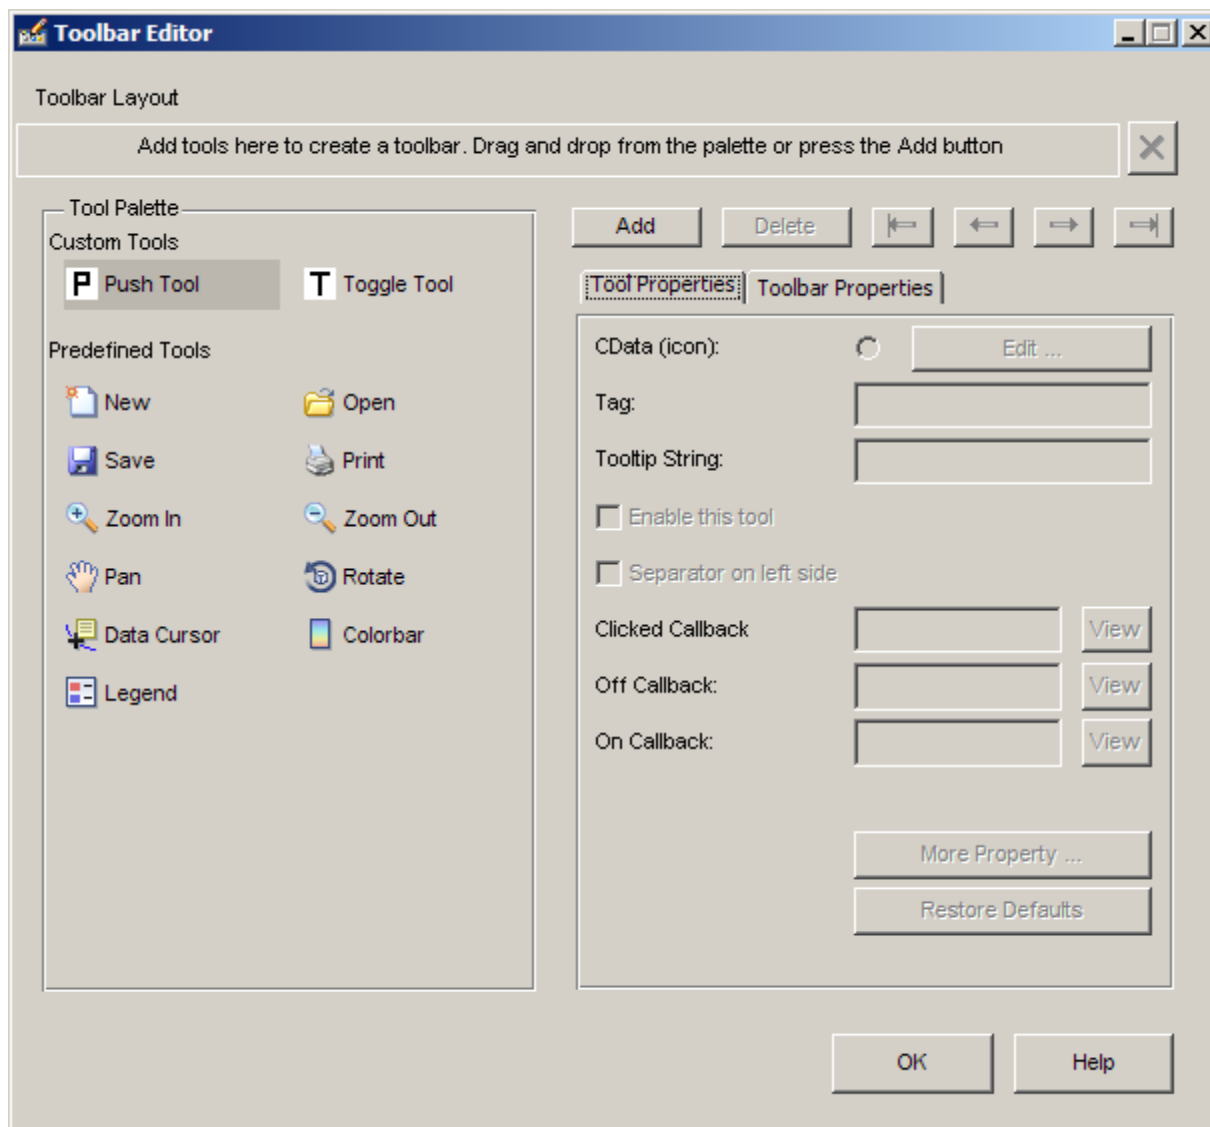 Toolbar Editor
Toolbar Layout
Add tools here to create a toolbar. Drag and drop from the palette or press the Add button
Tool Palette
Custom Tools
P Push Tool
T Toggle Tool
Predefined Tools
New
Open
Save
Print
Zoom In
Zoom Out
Pan
Rotate
Data Cursor
Colorbar
Legend
Add
Delete
Tool Properties
Toolbar Properties
CData (icon):
Edit ...
Tag:
Tooltip String:
Enable this tool
Separator on left side
Clicked Callback
View
Off Callback:
View
On Callback:
View
More Property ...
Restore Defaults
OK
Help